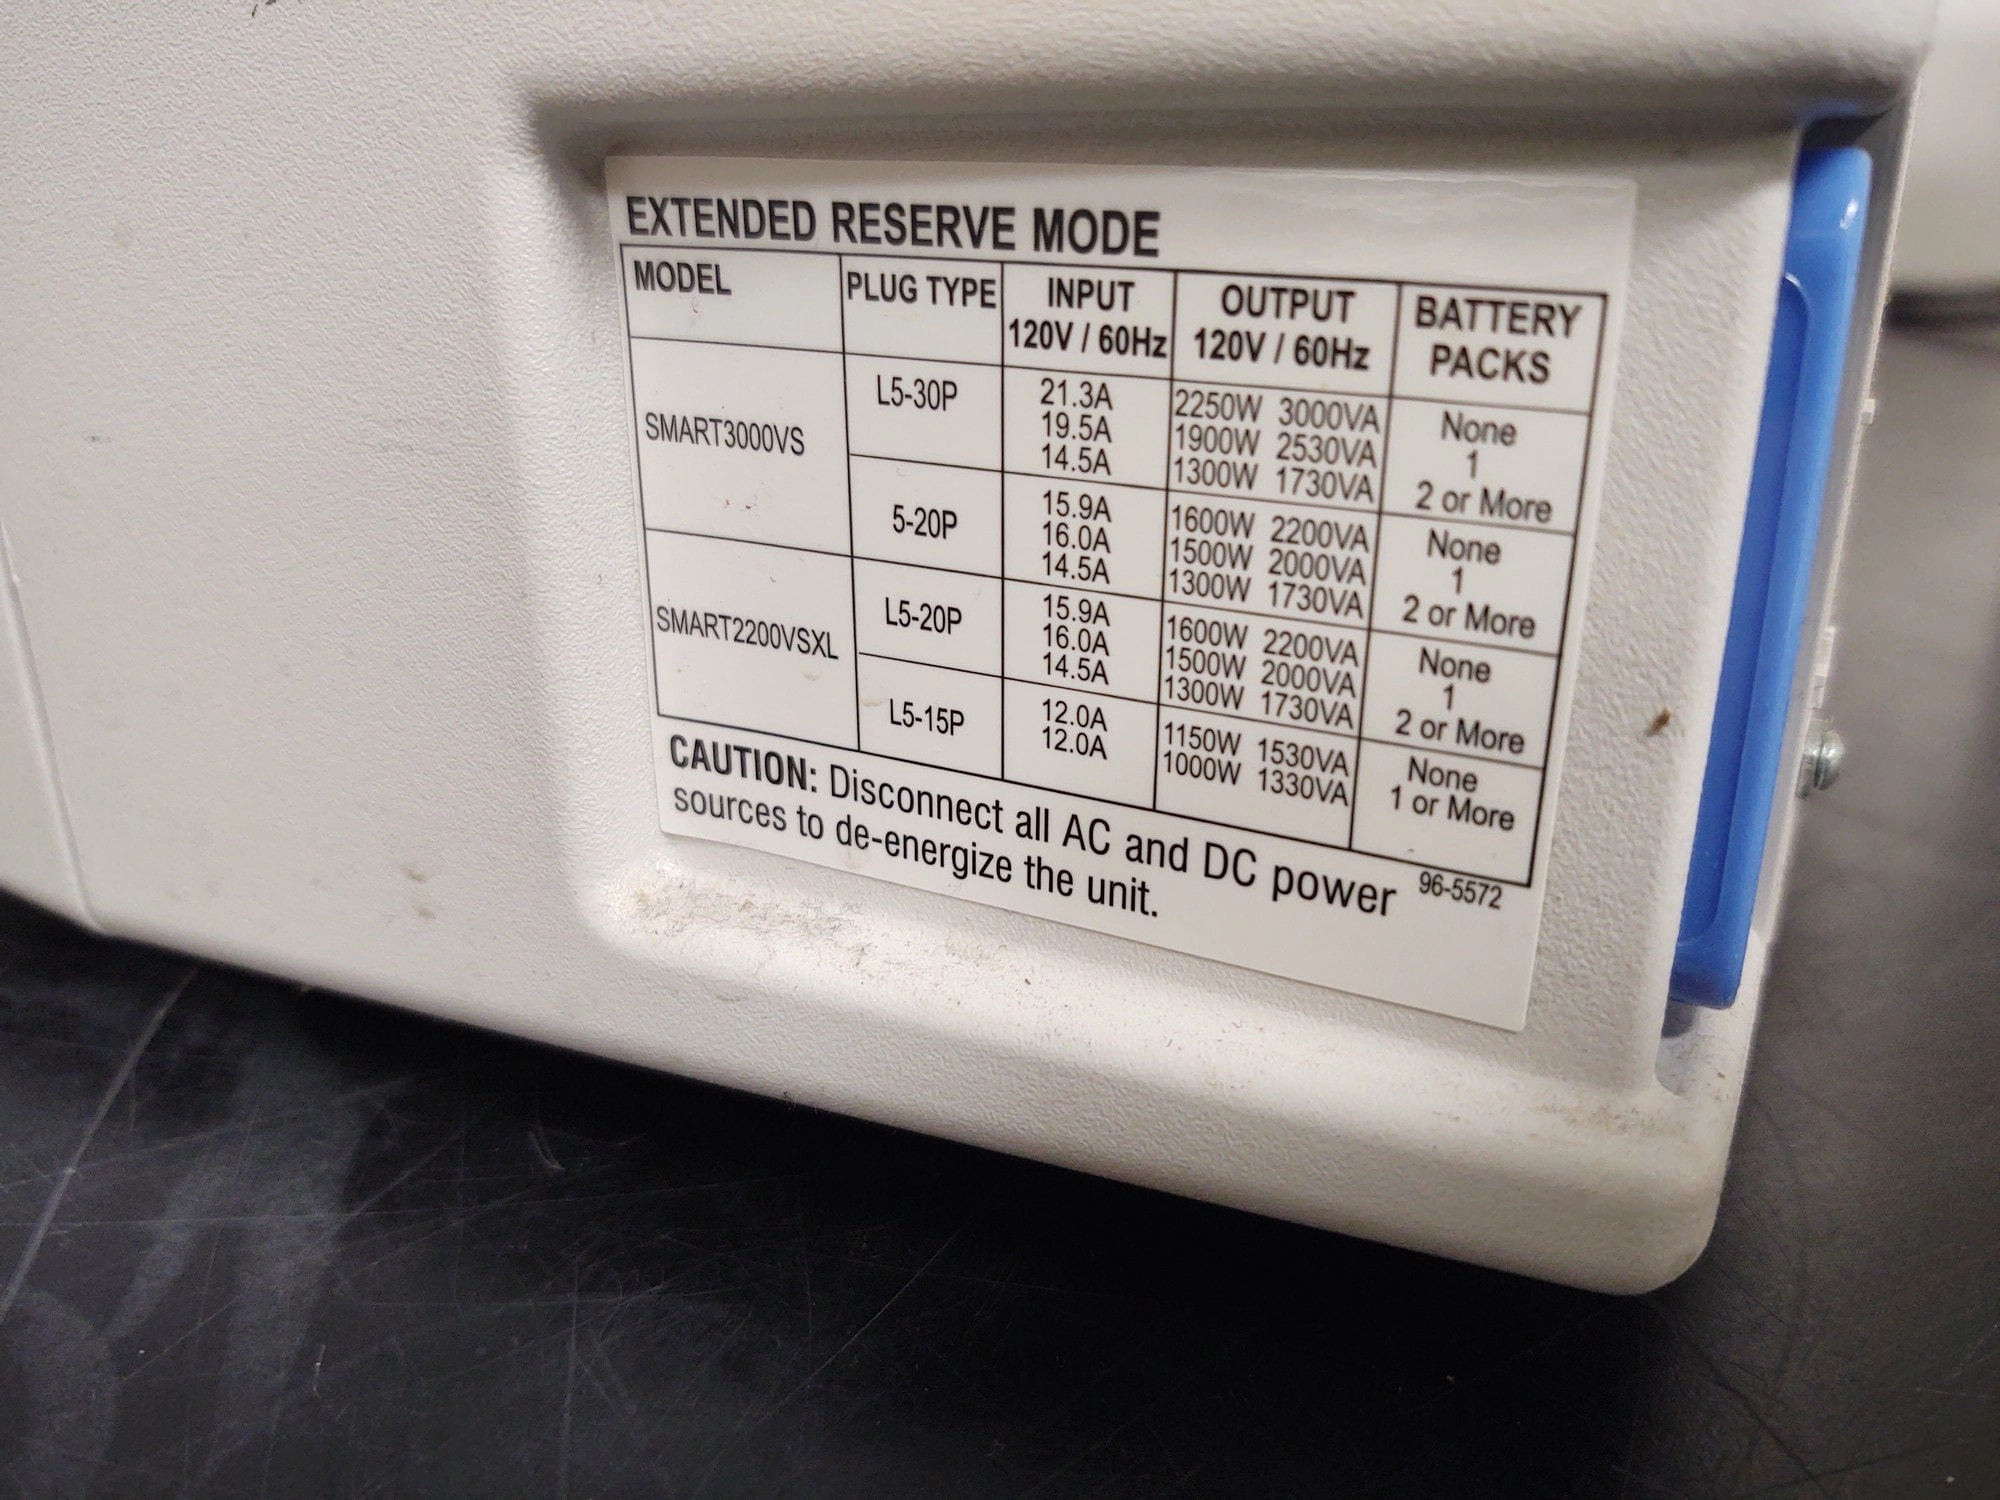 EXTENDED RESERVE MODE
MODEL PLUG TYPE INPUT 120V / 60Hz OUTPUT 120V / 60Hz BATTERY PACKS
SMART3000VS
L5-30P
21.3A 2250W 3000VA None
19.5A 1900W 2530VA 1
14.5A 1300W 1730VA 2 or More
5-20P
15.9A 1600W 2200VA None
16.0A 1500W 2000VA 1
14.5A 1300W 1730VA 2 or More
SMART2200VSXL
L5-20P
15.9A 1600W 2200VA None
16.0A 1500W 2000VA 1
14.5A 1300W 1730VA 2 or More
L5-15P
12.0A 1150W 1530VA None
12.0A 1000W 1330VA 1 or More
CAUTION: Disconnect all AC and DC power
sources to de-energize the unit.
96-5572